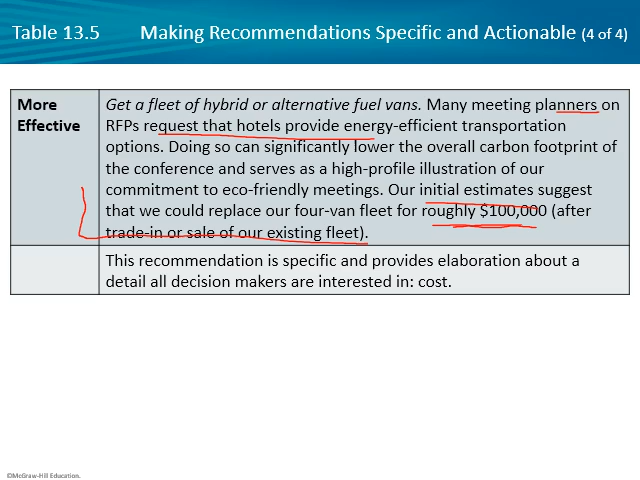 Table 13.5 Making Recommendations Specific and Actionable (4 of 4)
More Effective
Get a fleet of hybrid or alternative fuel vans. Many meeting planners on
RFPs request that hotels provide energy-efficient transportation
options. Doing so can significantly lower the overall carbon footprint of
the conference and serves as a high-profile illustration of our
commitment to eco-friendly meetings. Our initial estimates suggest
that we could replace our four-van fleet for roughly $100,000 (after
trade-in or sale of our existing fleet).
This recommendation is specific and provides elaboration about a
detail all decision makers are interested in: cost.
©McGraw-Hill Education.